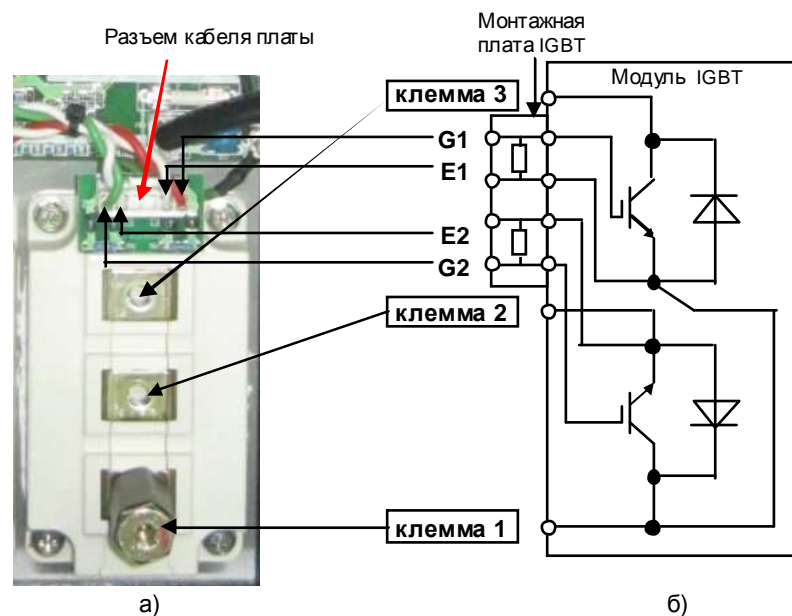 Разъем кабеля платы
Монтажная
плата IGBT
Модуль IGBT
клемма 3
G1
E1
E2
G2
клемма 2
клемма 1
а)
б)